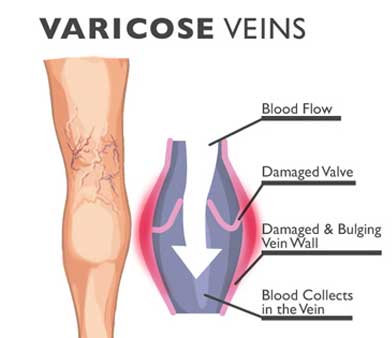 VARICOSE VEINS
Blood Flow
Damaged Valve
Damaged & Bulging
Vein Wall
Blood Collects
in the Vein